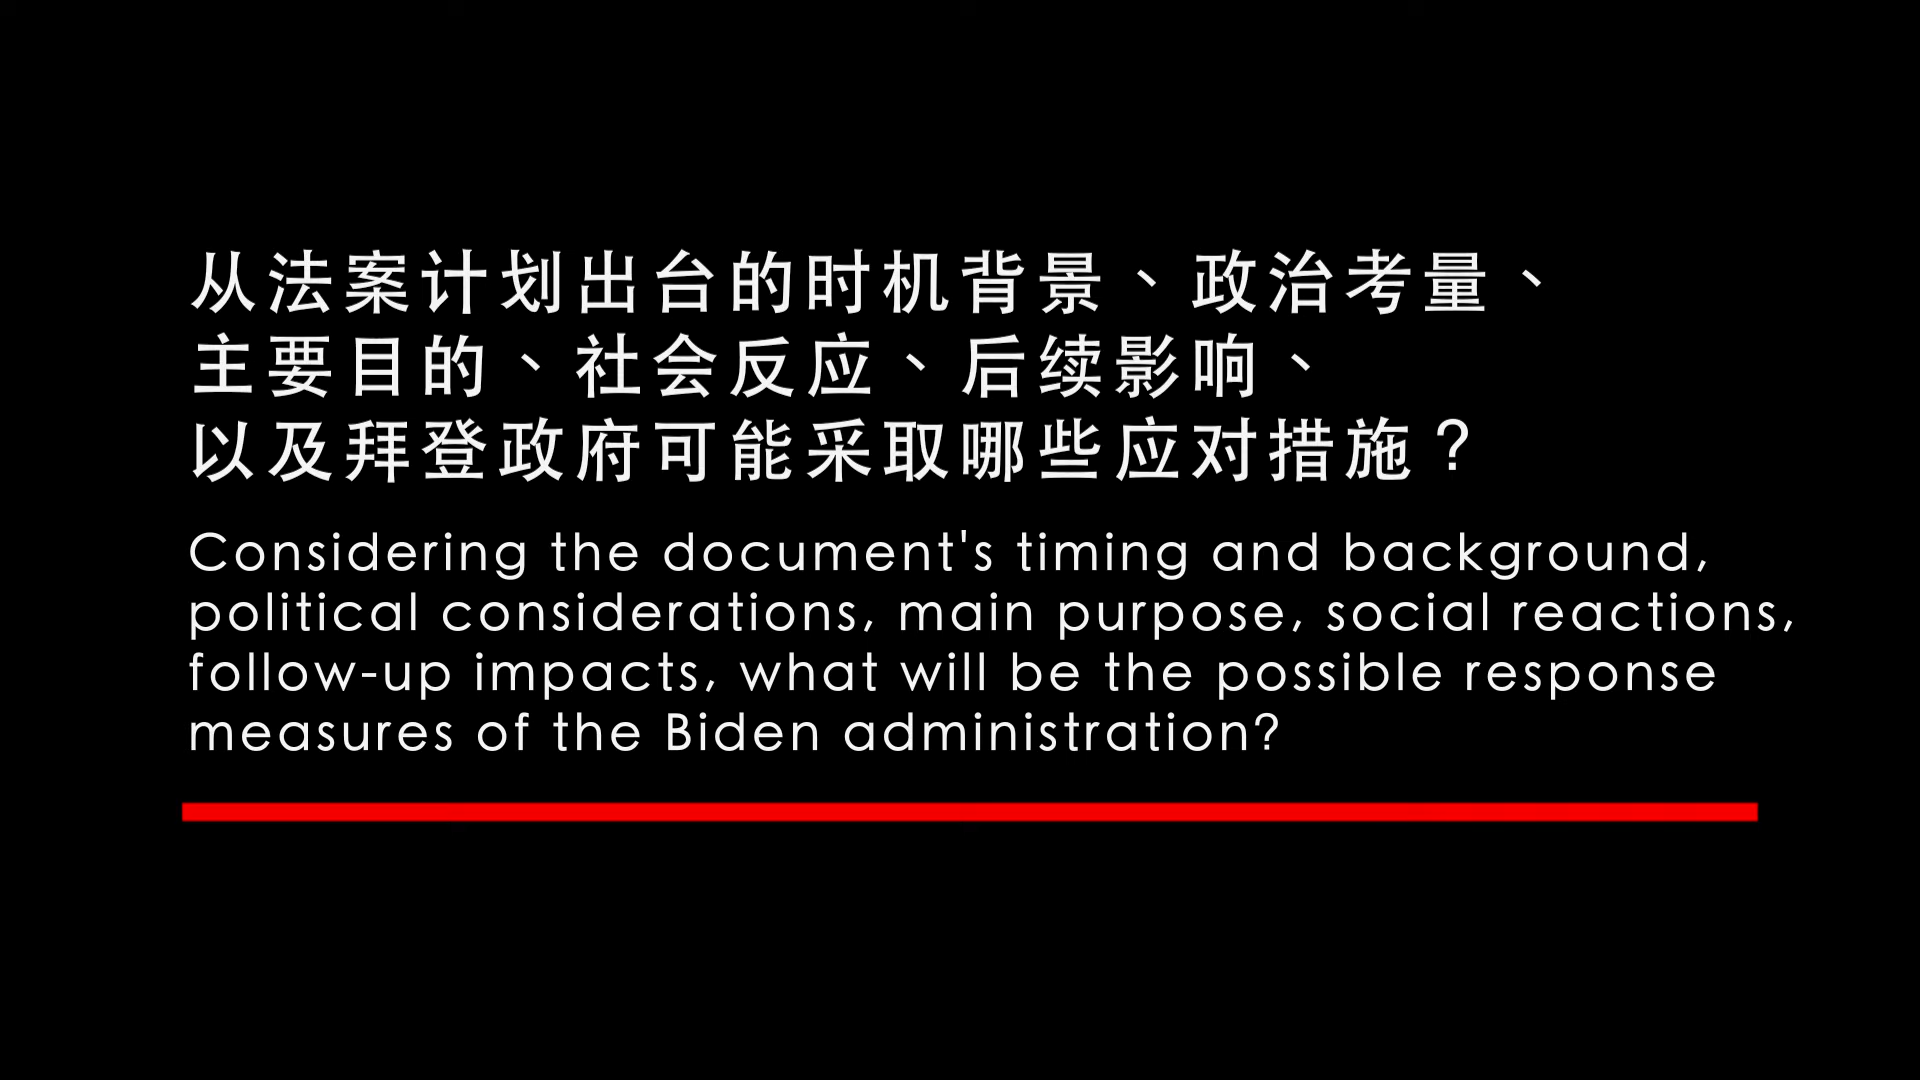 从法案计划出台的时机背景、政治考量、
主要目的、社会反应、后续影响、
以及拜登政府可能采取哪些应对措施？
Considering the document's timing and background,
political considerations, main purpose, social reactions,
follow-up impacts, what will be the possible response
measures of the Biden administration?